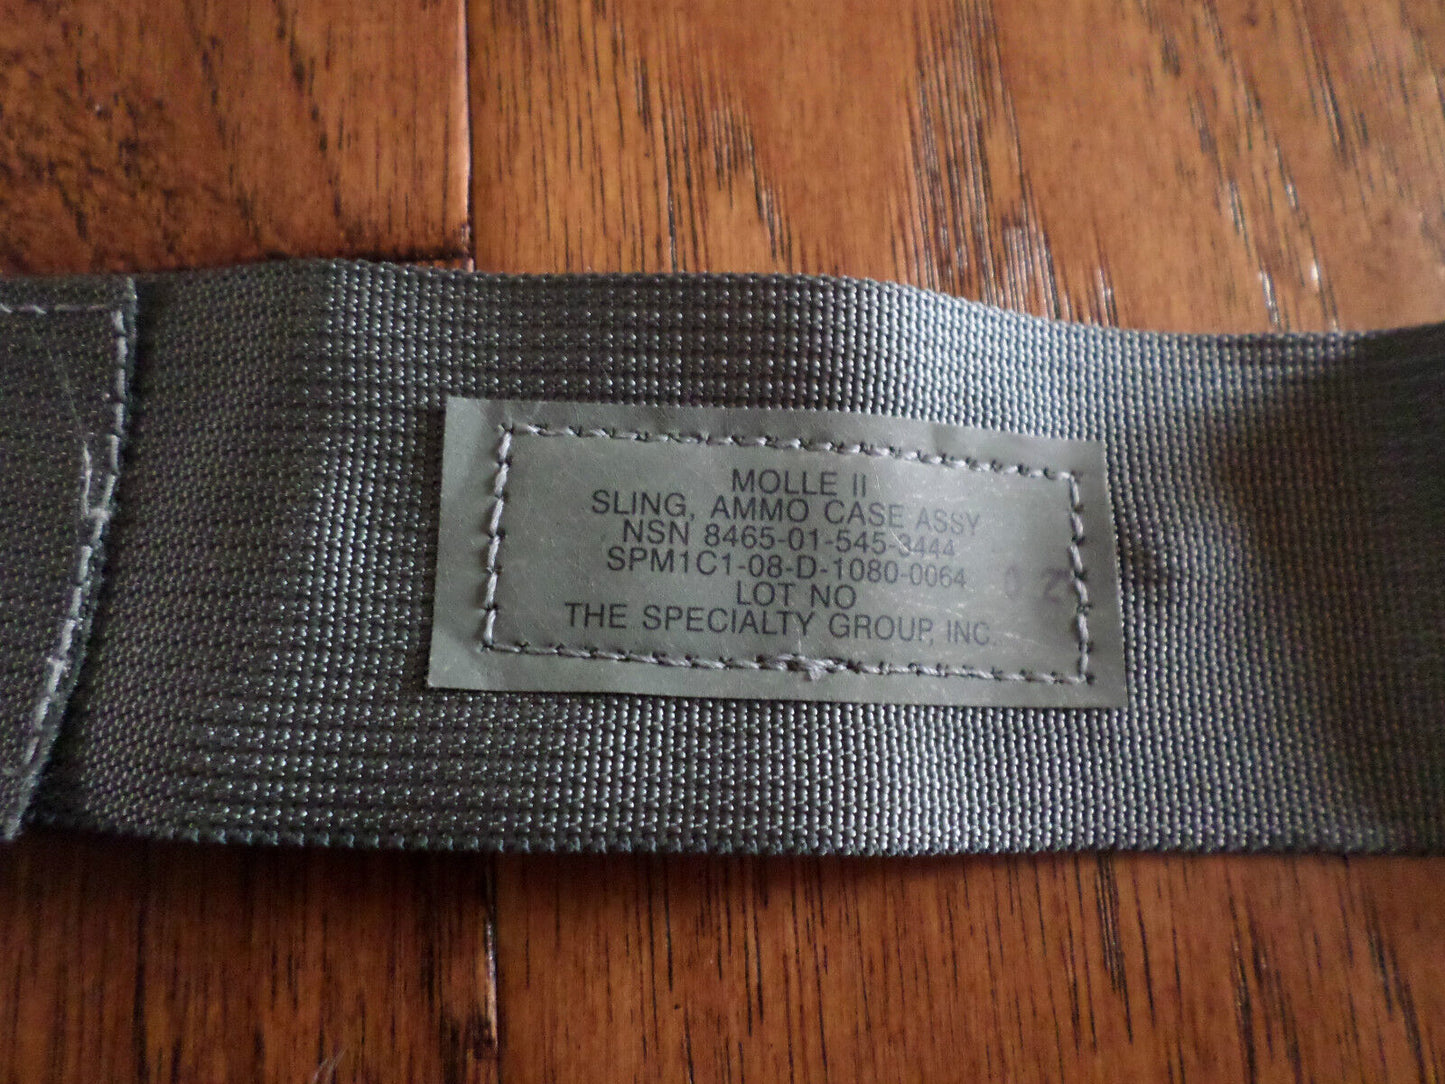 MOLLE II
SLING, AMMO CASE ASSY
NSN 8465-01-545-3444
SPM1C1-08-D-1080-0064
LOT NO
THE SPECIALTY GROUP, INC.